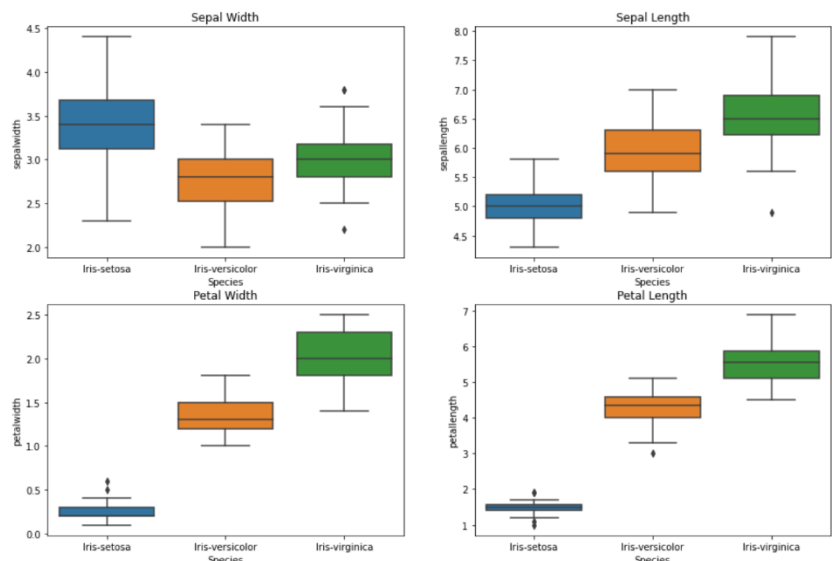 Sepal Width
4.5
4.0
3.5
3.0
2.5
2.0
sepalwidth
Iris-setosa Iris-versicolor Iris-virginica
Species
Sepal Length
8.0
7.5
7.0
6.5
6.0
5.5
5.0
4.5
sepallength
Iris-setosa Iris-versicolor Iris-virginica
Species
Petal Width
2.5
2.0
1.5
1.0
0.5
0.0
petalwidth
Iris-setosa Iris-versicolor Iris-virginica
Species
Petal Length
7
6
5
4
3
2
1
petallength
Iris-setosa Iris-versicolor Iris-virginica
Species